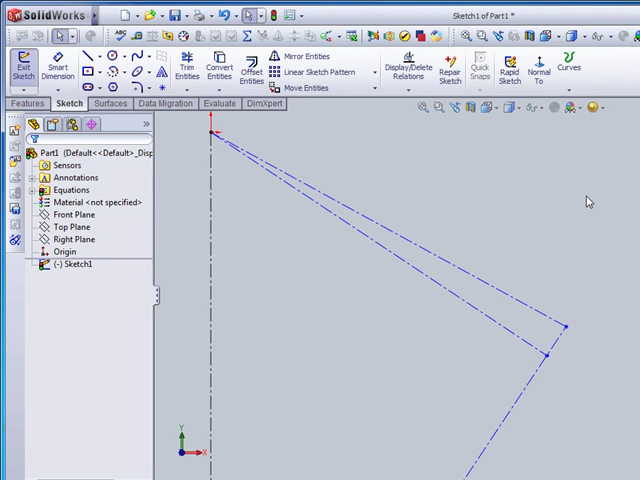 SolidWorks
Sketch1 of Part1 *
Exit Sketch
Smart Dimension
Trim Entities
Convert Entities
Offset Entities
Mirror Entities
Linear Sketch Pattern
Move Entities
Display/Delete Relations
Repair Sketch
Quick Snaps
Rapid Sketch
Normal To
Curves
Features
Sketch
Surfaces
Data Migration
Evaluate
DimXpert
Part1 (Default<<Default>_Disp
Sensors
Annotations
Equations
Material <not specified>
Front Plane
Top Plane
Right Plane
Origin
(-) Sketch1
Y
X